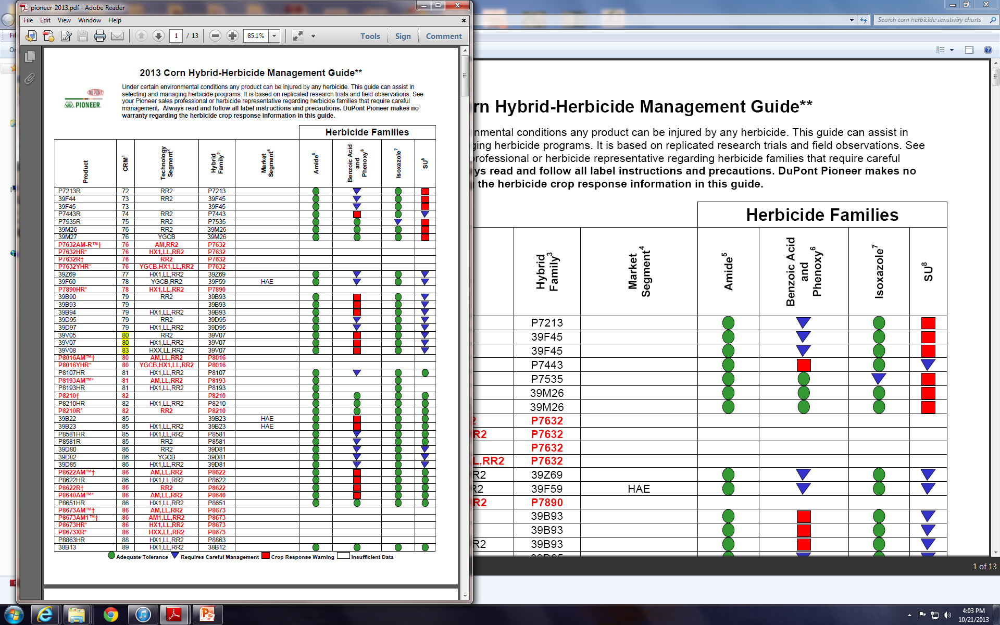 pioneer-2013.pdf - Adobe Reader
File Edit View Window Help
1 / 13 85.1% Tools Sign Comment
2013 Corn Hybrid-Herbicide Management Guide**
DUPONT
PIONEER.
Under certain environmental conditions any product can be injured by any herbicide. This guide can assist in
selecting and managing herbicide programs. It is based on replicated research trials and field observations. See
your Pioneer sales professional or herbicide representative regarding herbicide families that require careful
management. Always read and follow all label instructions and precautions. DuPont Pioneer makes no
warranty regarding the herbicide crop response information in this guide.
Herbicide Families
Product CRM1 Technology Segment2 Hybrid Family3 Market Segment4 Amide5 Benzoic Acid and Phenoxy6 Isoxazole7 SU8
P7213R 72 RR2 P7213
39F44 73 RR2 39F45
39F45 73 39F45
P7443R 74 RR2 P7443
P7535R 75 RR2 P7535
39M26 76 RR2 39M26
39M27 76 YGCB 39M26
P7632AM-R™† 76 AM,RR2 P7632
P7632HR* 76 HX1,LL,RR2 P7632
P7632R† 76 RR2 P7632
P7632YHR* 76 YGCB,HX1,LL,RR2 P7632
39Z69 77 HX1,LL,RR2 39Z69
39F60 78 YGCB,RR2 39F59 HAE
P7890HR* 78 HX1,LL,RR2 P7890
39B90 79 RR2 39B93
39B93 79 39B93
39B94 79 HX1,LL,RR2 39B93
39D95 79 RR2 39D95
39D97 79 HX1,LL,RR2 39D95
39V05 80 RR2 39V07
39V07 80 HX1,LL,RR2 39V07
39V08 83 HXX,LL,RR2 39V07
P8016AM™† 80 AM,LL,RR2 P8016
P8016YHR* 80 YGCB,HX1,LL,RR2 P8016
P8107HR 81 HX1,LL,RR2 P8107
P8193AM™* 81 AM,LL,RR2 P8193
P8193HR 81 HX1,LL,RR2 P8193
P8210† 82 P8210
P8210HR 82 HX1,LL,RR2 P8210
P8210R* 82 RR2 P8210
39B22 85 39B23 HAE
39B23 85 HX1,LL,RR2 39B23 HAE
P8581HR 85 HX1,LL,RR2 P8581
P8581R 85 RR2 P8581
39D80 86 RR2 39D81
39D82 86 YGCB 39D81
39D85 86 HX1,LL,RR2 39D81
P8622AM™† 86 AM,LL,RR2 P8622
P8622HR 86 HX1,LL,RR2 P8622
P8622R† 86 RR2 P8622
P8640AM™* 86 AM,LL,RR2 P8640
P8651HR 86 HX1,LL,RR2 P8651
P8673AM™† 86 AM,LL,RR2 P8673
P8673AM1™† 86 AM1,LL,RR2 P8673
P8673HR* 86 HX1,LL,RR2 P8673
P8673XR* 86 HXX,LL,RR2 P8673
P8863HR 88 HX1,LL,RR2 P8863
38B13 89 HX1,LL,RR2 38B12
Adequate Tolerance Requires Careful Management Crop Response Warning Insufficient Data
Search corn herbicide senstiviry charts
rn Hybrid-Herbicide Management Guide**
nmental conditions any product can be injured by any herbicide. This guide can assist in
ging herbicide programs. It is based on replicated research trials and field observations. See
rofessional or herbicide representative regarding herbicide families that require careful
ys read and follow all label instructions and precautions. DuPont Pioneer makes no
the herbicide crop response information in this guide.
Herbicide Families
Hybrid Family3 Market Segment4 Amide5 Benzoic Acid and Phenoxy6 Isoxazole7 SU8
P7213
39F45
39F45
P7443
P7535
39M26
39M26
2 P7632
R2 P7632
P7632
L,RR2 P7632
R2 39Z69
R2 39F59 HAE
R2 P7890
39B93
39B93
R2 39B93
1 of 13
4:03 PM
10/21/2013